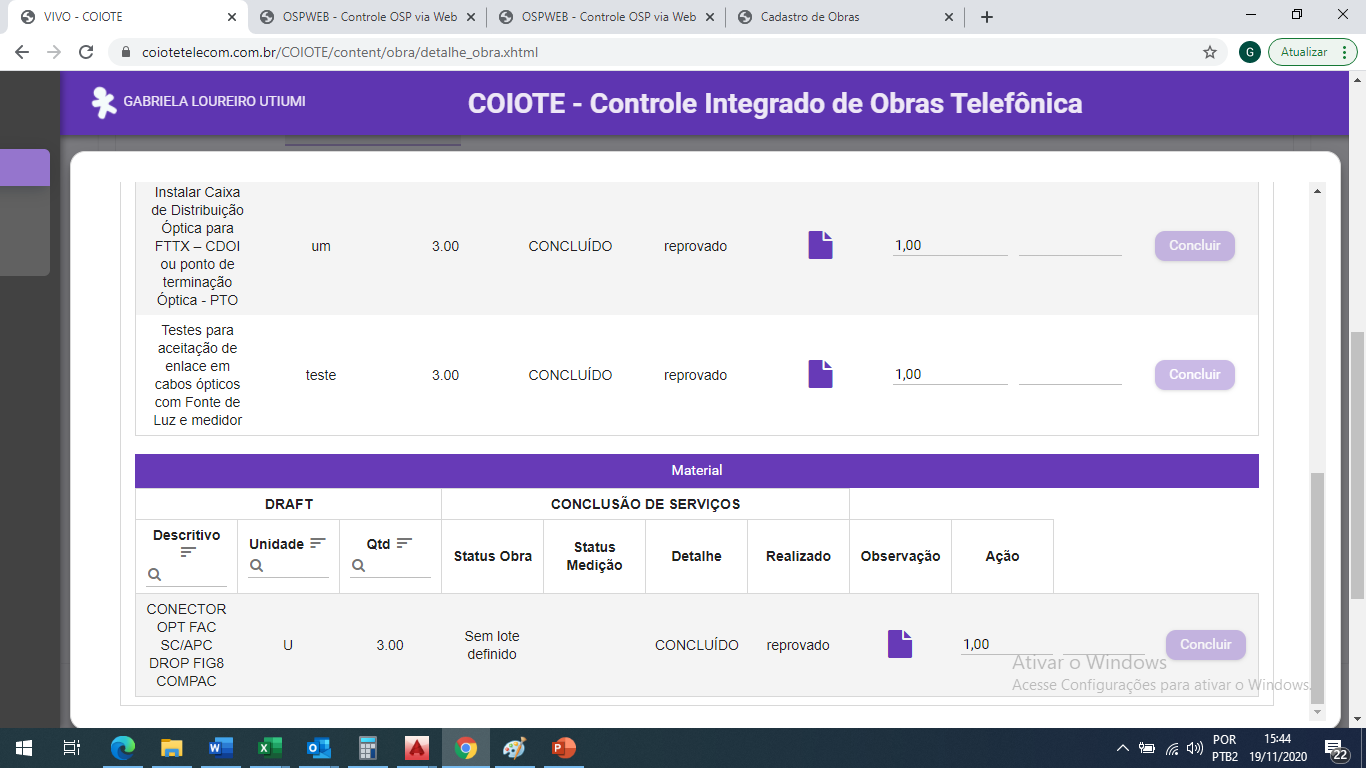 VIVO - COIOTE
OSPWEB - Controle OSP via Web
OSPWEB - Controle OSP via Web
Cadastro de Obras
coiotetelecom.com.br/COIOTE/content/obra/detalhe_obra.xhtml
G
Atualizar
GABRIELA LOUREIRO UTIUMI
COIOTE - Controle Integrado de Obras Telefônica
Instalar Caixa
de Distribuição
Óptica para
FTTX – CDOI
ou ponto de
terminação
Óptica - PTO
um
3.00
CONCLUÍDO
reprovado
1,00
Concluir
Testes para
aceitação de
enlace em
cabos ópticos
com Fonte de
Luz e medidor
teste
3.00
CONCLUÍDO
reprovado
1,00
Concluir
Material
DRAFT
CONCLUSÃO DE SERVIÇOS
Descritivo
Unidade
Qtd
Status Obra
Status
Medição
Detalhe
Realizado
Observação
Ação
CONECTOR
OPT FAC
SC/APC
DROP FIG8
COMPAC
U
3.00
Sem lote
definido
CONCLUÍDO
reprovado
1,00
Concluir
Ativar o Windows
Acesse Configurações para ativar o Windows.
POR
PTB2
15:44
19/11/2020
22